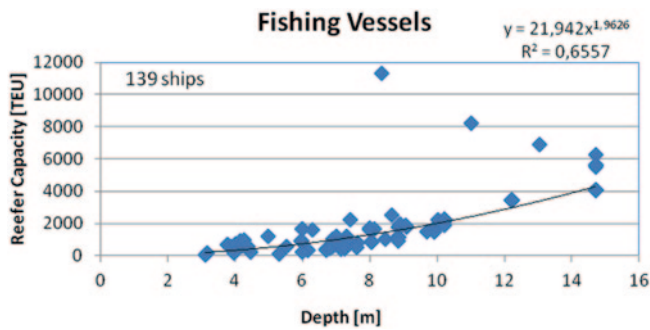 Fishing Vessels
y = 21,942x^1,9626
R² = 0,6557
139 ships
12000
10000
8000
6000
4000
2000
0
Reefer Capacity [TEU]
0 2 4 6 8 10 12 14 16
Depth [m]